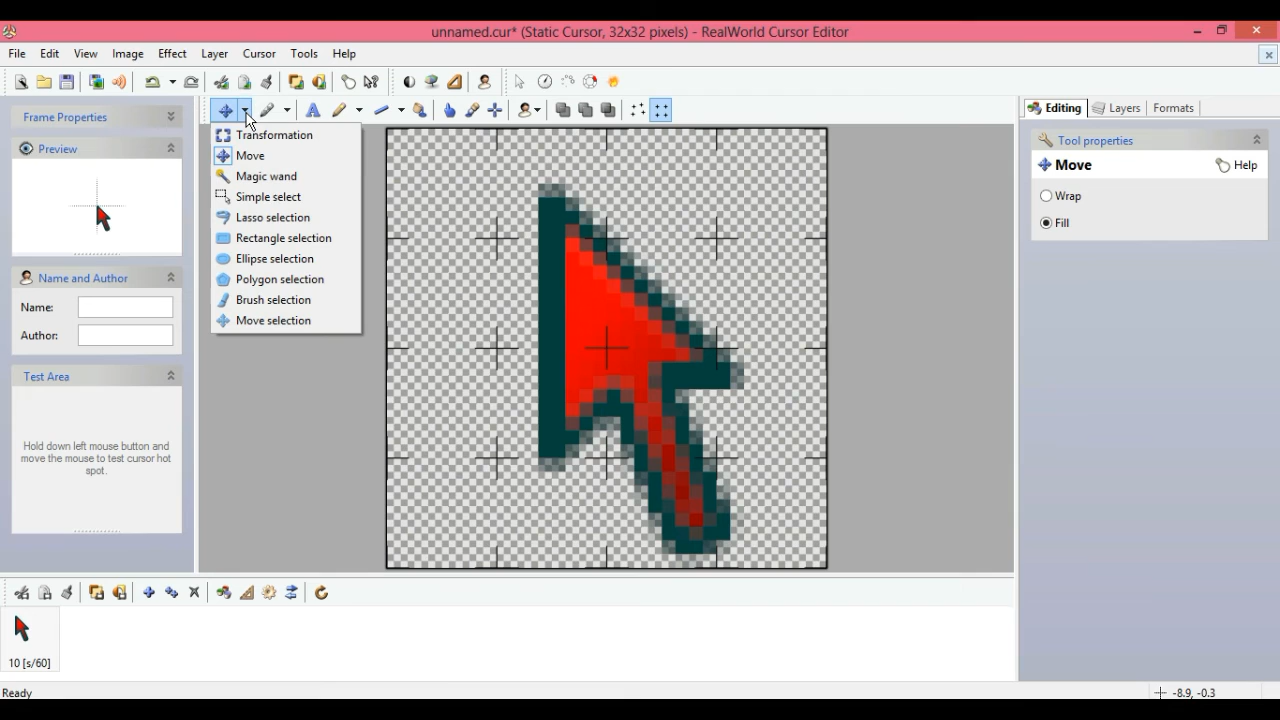 unnamed.cur* (Static Cursor, 32x32 pixels) - RealWorld Cursor Editor
File Edit View Image Effect Layer Cursor Tools Help
Frame Properties
Preview
Name and Author
Name:
Author:
Test Area
Hold down left mouse button and
move the mouse to test cursor hot
spot.
Transformation
Move
Magic wand
Simple select
Lasso selection
Rectangle selection
Ellipse selection
Polygon selection
Brush selection
Move selection
Editing Layers Formats
Tool properties
Move Help
Wrap
Fill
10 [s/60]
Ready -8.9, -0.3